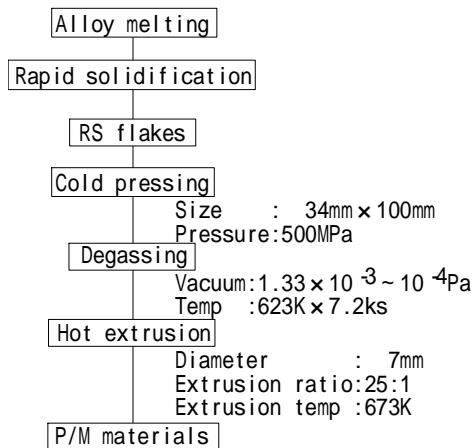 Alloy melting
Rapid solidification
RS flakes
Cold pressing
Size : 34mm×100mm
Pressure:500MPa
Degassing
Vacuum:1.33×10⁻³~10⁻⁴Pa
Temp :623K×7.2ks
Hot extrusion
Diameter : 7mm
Extrusion ratio:25:1
Extrusion temp :673K
P/M materials